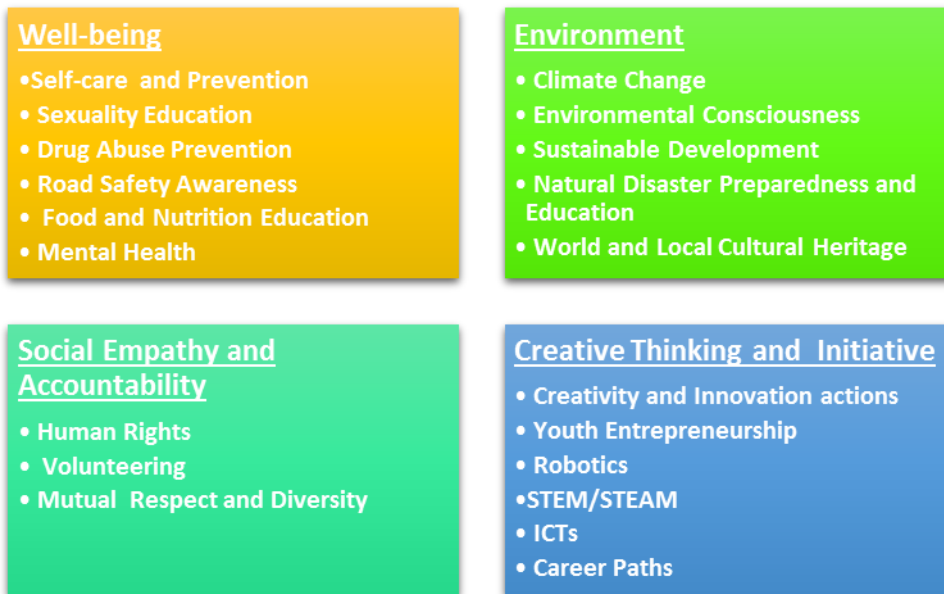 Well-being
•Self-care and Prevention
• Sexuality Education
• Drug Abuse Prevention
• Road Safety Awareness
• Food and Nutrition Education
• Mental Health
Environment
• Climate Change
• Environmental Consciousness
• Sustainable Development
• Natural Disaster Preparedness and
Education
• World and Local Cultural Heritage
Social Empathy and
Accountability
• Human Rights
• Volunteering
• Mutual Respect and Diversity
Creative Thinking and Initiative
• Creativity and Innovation actions
• Youth Entrepreneurship
• Robotics
•STEM/STEAM
• ICTs
• Career Paths